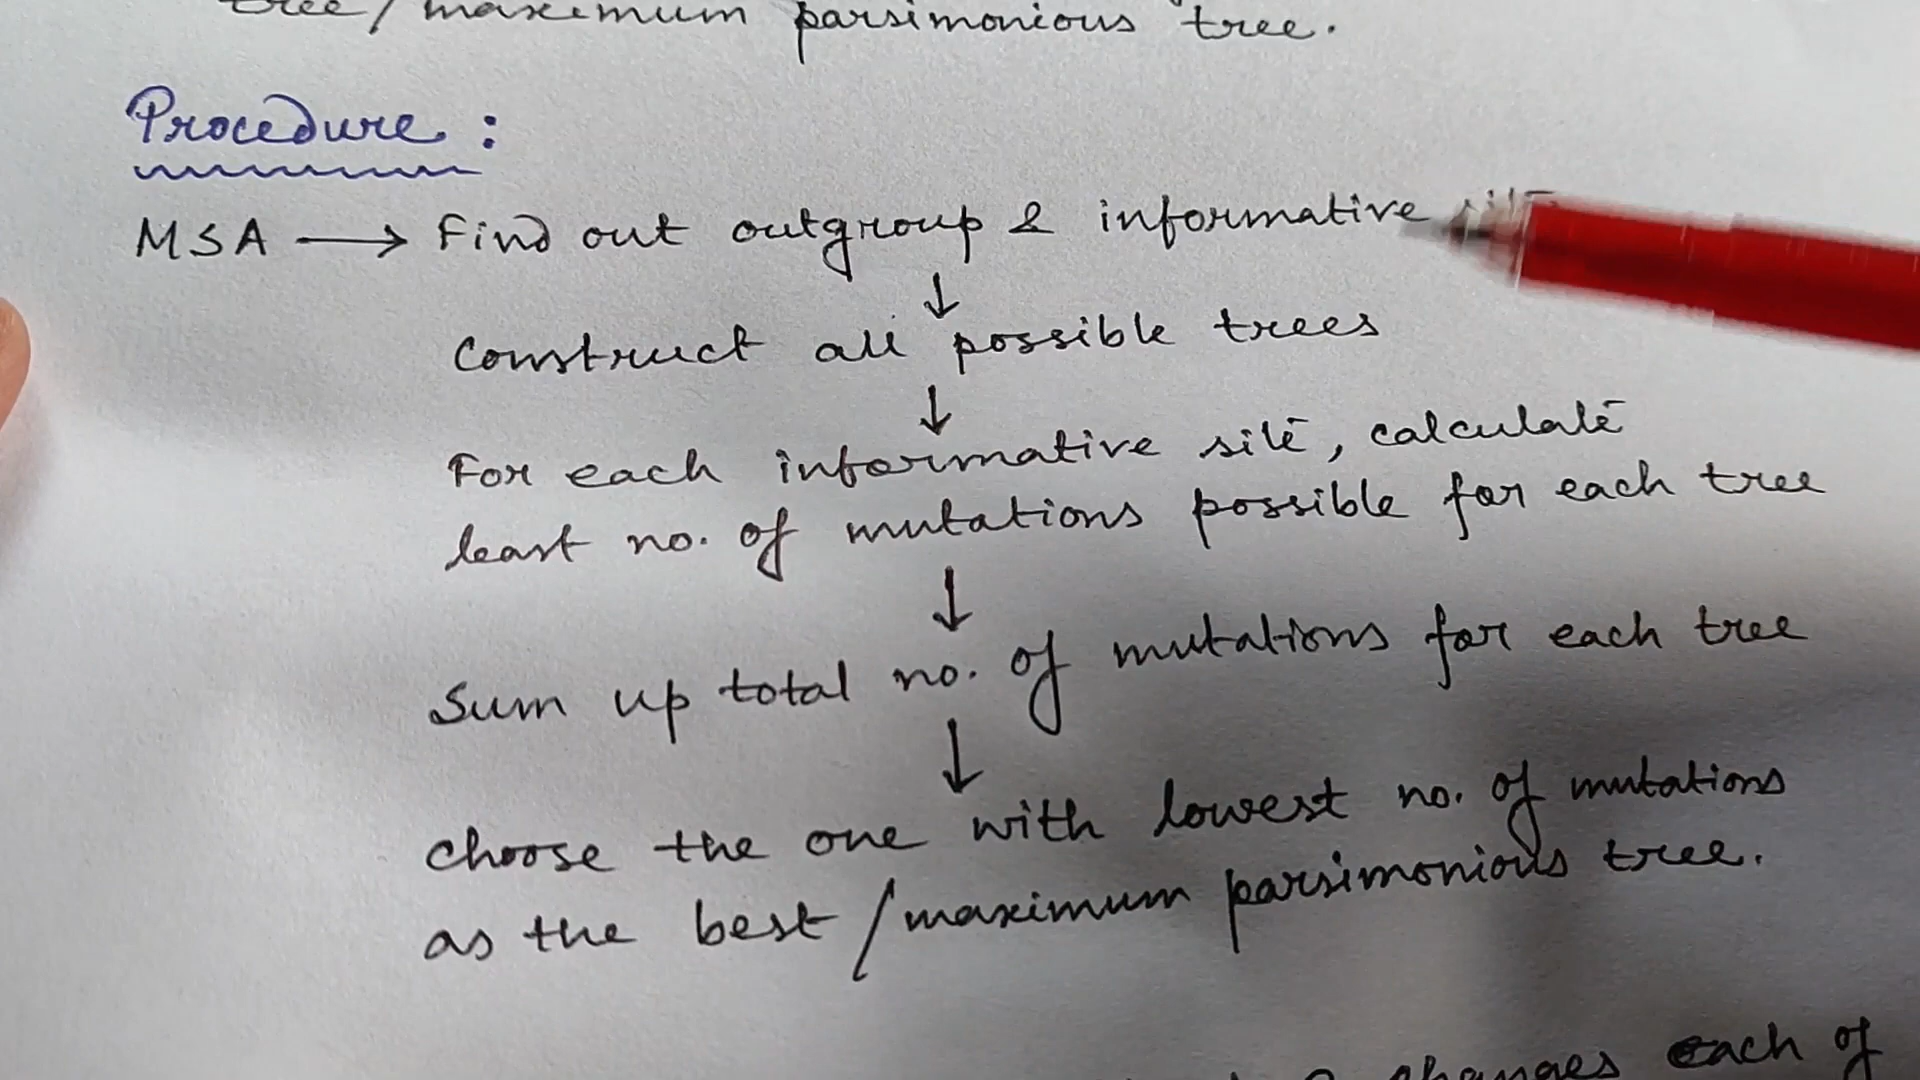 tree/maximum parsimonious tree.
Procedure :
MSA → Find out outgroup & informative
↓
Construct all possible trees
↓
For each informative site, calculate
least no. of mutations possible for each tree
↓
Sum up total no. of mutations for each tree
↓
choose the one with lowest no. of mutations
as the best/maximum parsimonious tree.
changes each of